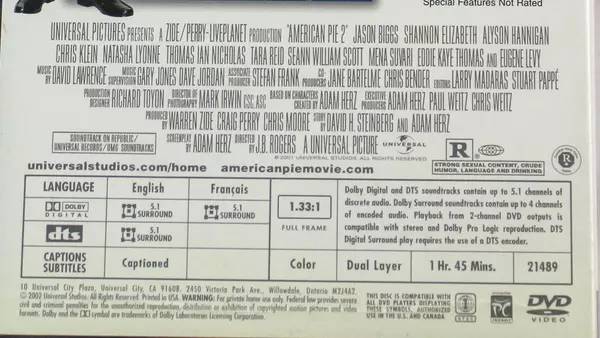 Special Features Not Rated
UNIVERSAL PICTURES PRESENTS A ZIDE/PERRY-LIVEPLANET PRODUCTION "AMERICAN PIE 2" JASON BIGGS SHANNON ELIZABETH ALYSON HANNIGAN
CHRIS KLEIN NATASHA LYONNE THOMAS IAN NICHOLAS TARA REID SEANN WILLIAM SCOTT MENA SUVARI EDDIE KAYE THOMAS AND EUGENE LEVY
MUSIC BY DAVID LAWRENCE MUSIC SUPERVISION GARY JONES DAVE JORDAN ASSOCIATE PRODUCER STEFAN FRANK CO-PRODUCERS JANE BARTELME CHRIS BENDER EDITORS LARRY MADARAS STUART PAPPÉ
PRODUCTION DESIGNER RICHARD TOYON DIRECTOR OF PHOTOGRAPHY MARK IRWIN CSC, ASC BASED ON CHARACTERS CREATED BY ADAM HERZ EXECUTIVE PRODUCERS ADAM HERZ PAUL WEITZ CHRIS WEITZ
PRODUCED BY WARREN ZIDE CRAIG PERRY CHRIS MOORE STORY BY DAVID H. STEINBERG AND ADAM HERZ
SOUNDTRACK ON REPUBLIC/
UNIVERSAL RECORDS/OMS SOUNDTRACKS
SCREENPLAY BY ADAM HERZ DIRECTED BY J.B. ROGERS A UNIVERSAL PICTURE UNIVERSAL
© 2001 UNIVERSAL STUDIOS. ALL RIGHTS RESERVED.
R
STRONG SEXUAL CONTENT, CRUDE
HUMOR, LANGUAGE AND DRINKING
R
universalstudios.com/home americanpiemovie.com
LANGUAGE English Français
DOLBY DIGITAL 5.1 SURROUND 5.1 SURROUND
dts 5.1 SURROUND
CAPTIONS SUBTITLES Captioned
1.33:1
FULL FRAME
Dolby Digital and DTS soundtracks contain up to 5.1 channels of
discrete audio. Dolby Surround soundtracks contain up to 4 channels
of encoded audio. Playback from 2-channel DVD outputs is
compatible with stereo and Dolby Pro Logic reproduction. DTS
Digital Surround play requires the use of a DTS encoder.
Color Dual Layer 1 Hr. 45 Mins. 21489
10 Universal City Plaza, Universal City, CA 91608. 2450 Victoria Park Ave., Willowdale, Ontario M2J4A2.
© 2002 Universal Studios. All Rights Reserved. Printed in USA. WARNING: For private home use only. Federal law provides severe
civil and criminal penalties for the unauthorized reproduction, distribution or exhibition of copyrighted motion pictures and video
formats. Dolby and the DD symbol are trademarks of Dolby Laboratories Licensing Corporation.
THIS DISC IS COMPATIBLE WITH
ALL DVD PLAYERS DISPLAYING
THESE SYMBOLS. AUTHORIZED
FOR USE IN THE U.S. AND CANADA
1
PC
FRIENDLY
DVD
VIDEO